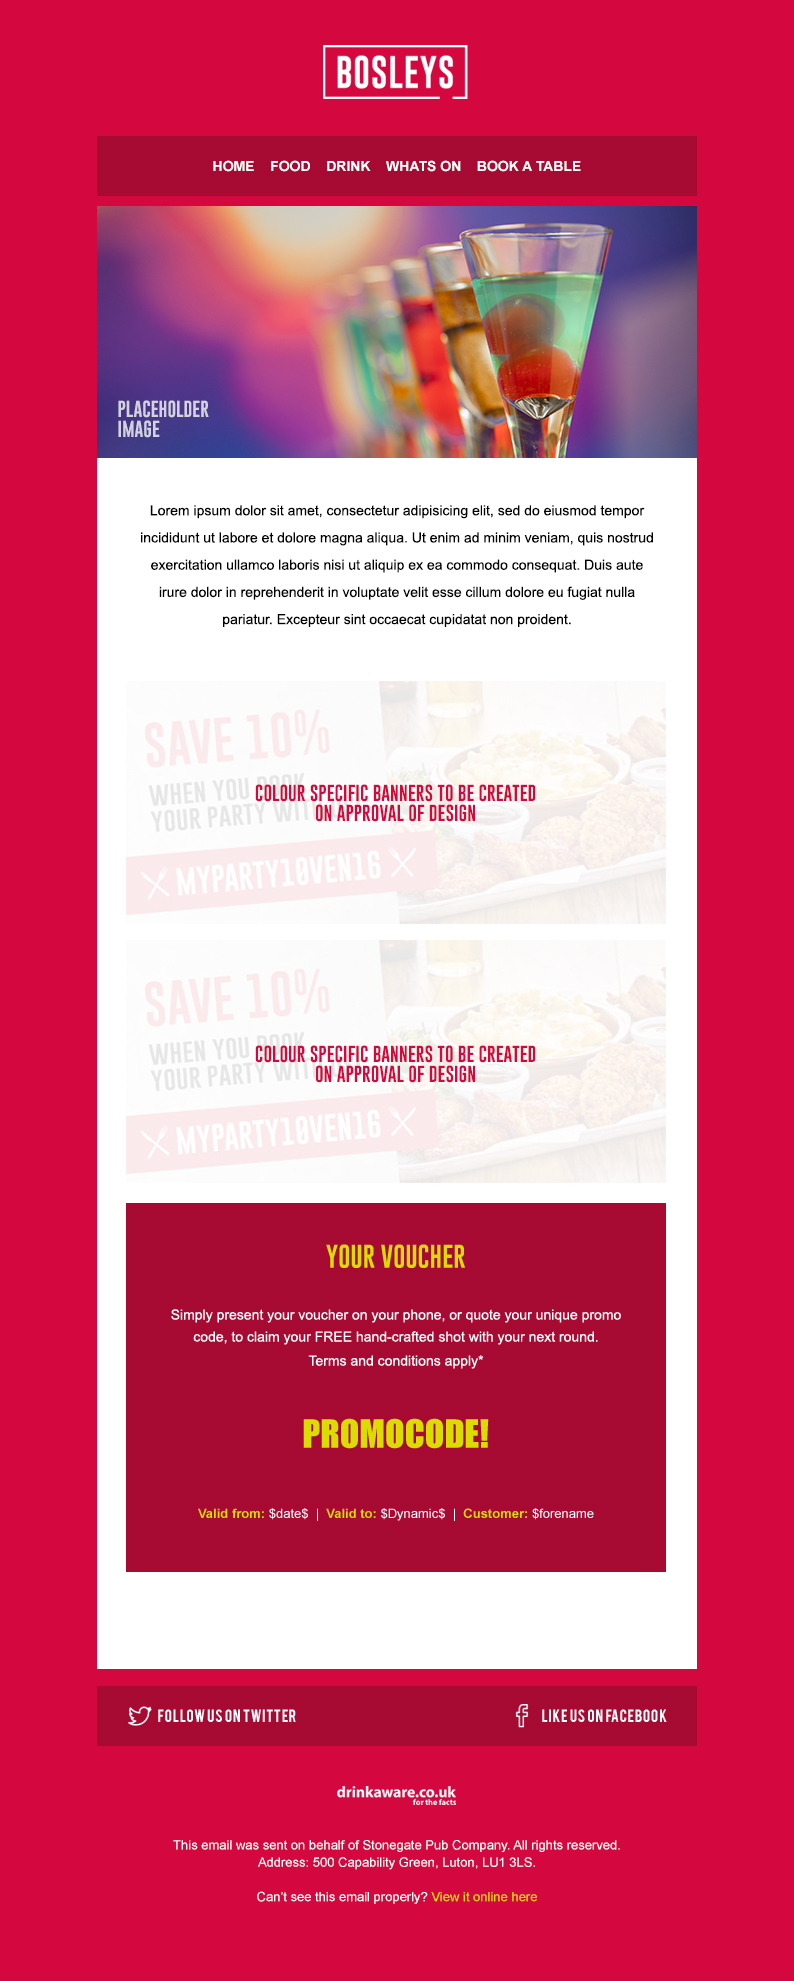 BOSLEYS
HOME FOOD DRINK WHATS ON BOOK A TABLE
PLACEHOLDER
IMAGE
Lorem ipsum dolor sit amet, consectetur adipisicing elit, sed do eiusmod tempor
incididunt ut labore et dolore magna aliqua. Ut enim ad minim veniam, quis nostrud
exercitation ullamco laboris nisi ut aliquip ex ea commodo consequat. Duis aute
irure dolor in reprehenderit in voluptate velit esse cillum dolore eu fugiat nulla
pariatur. Excepteur sint occaecat cupidatat non proident.
SAVE 10%
WHEN YOU BOOK
YOUR PARTY WITH
COLOUR SPECIFIC BANNERS TO BE CREATED
ON APPROVAL OF DESIGN
MYPARTY10VEN16
SAVE 10%
WHEN YOU BOOK
YOUR PARTY WITH
COLOUR SPECIFIC BANNERS TO BE CREATED
ON APPROVAL OF DESIGN
MYPARTY10VEN16
YOUR VOUCHER
Simply present your voucher on your phone, or quote your unique promo
code, to claim your FREE hand-crafted shot with your next round.
Terms and conditions apply*
PROMOCODE!
Valid from: $date$ | Valid to: $Dynamic$ | Customer: $forename
FOLLOW US ON TWITTER
LIKE US ON FACEBOOK
drinkaware.co.uk
for the facts
This email was sent on behalf of Stonegate Pub Company. All rights reserved.
Address: 500 Capability Green, Luton, LU1 3LS.
Can't see this email properly? View it online here